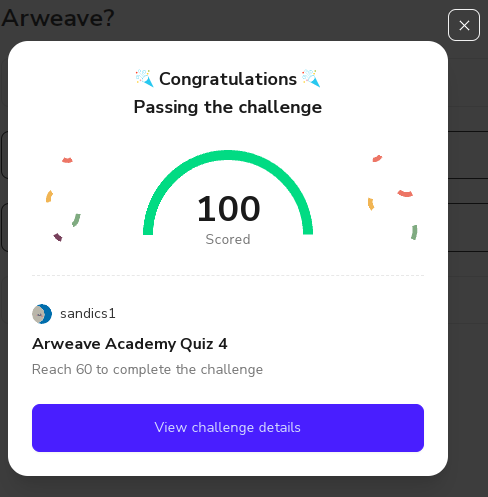 Arweave?
Congratulations
Passing the challenge
100
Scored
sandics1
Arweave Academy Quiz 4
Reach 60 to complete the challenge
View challenge details